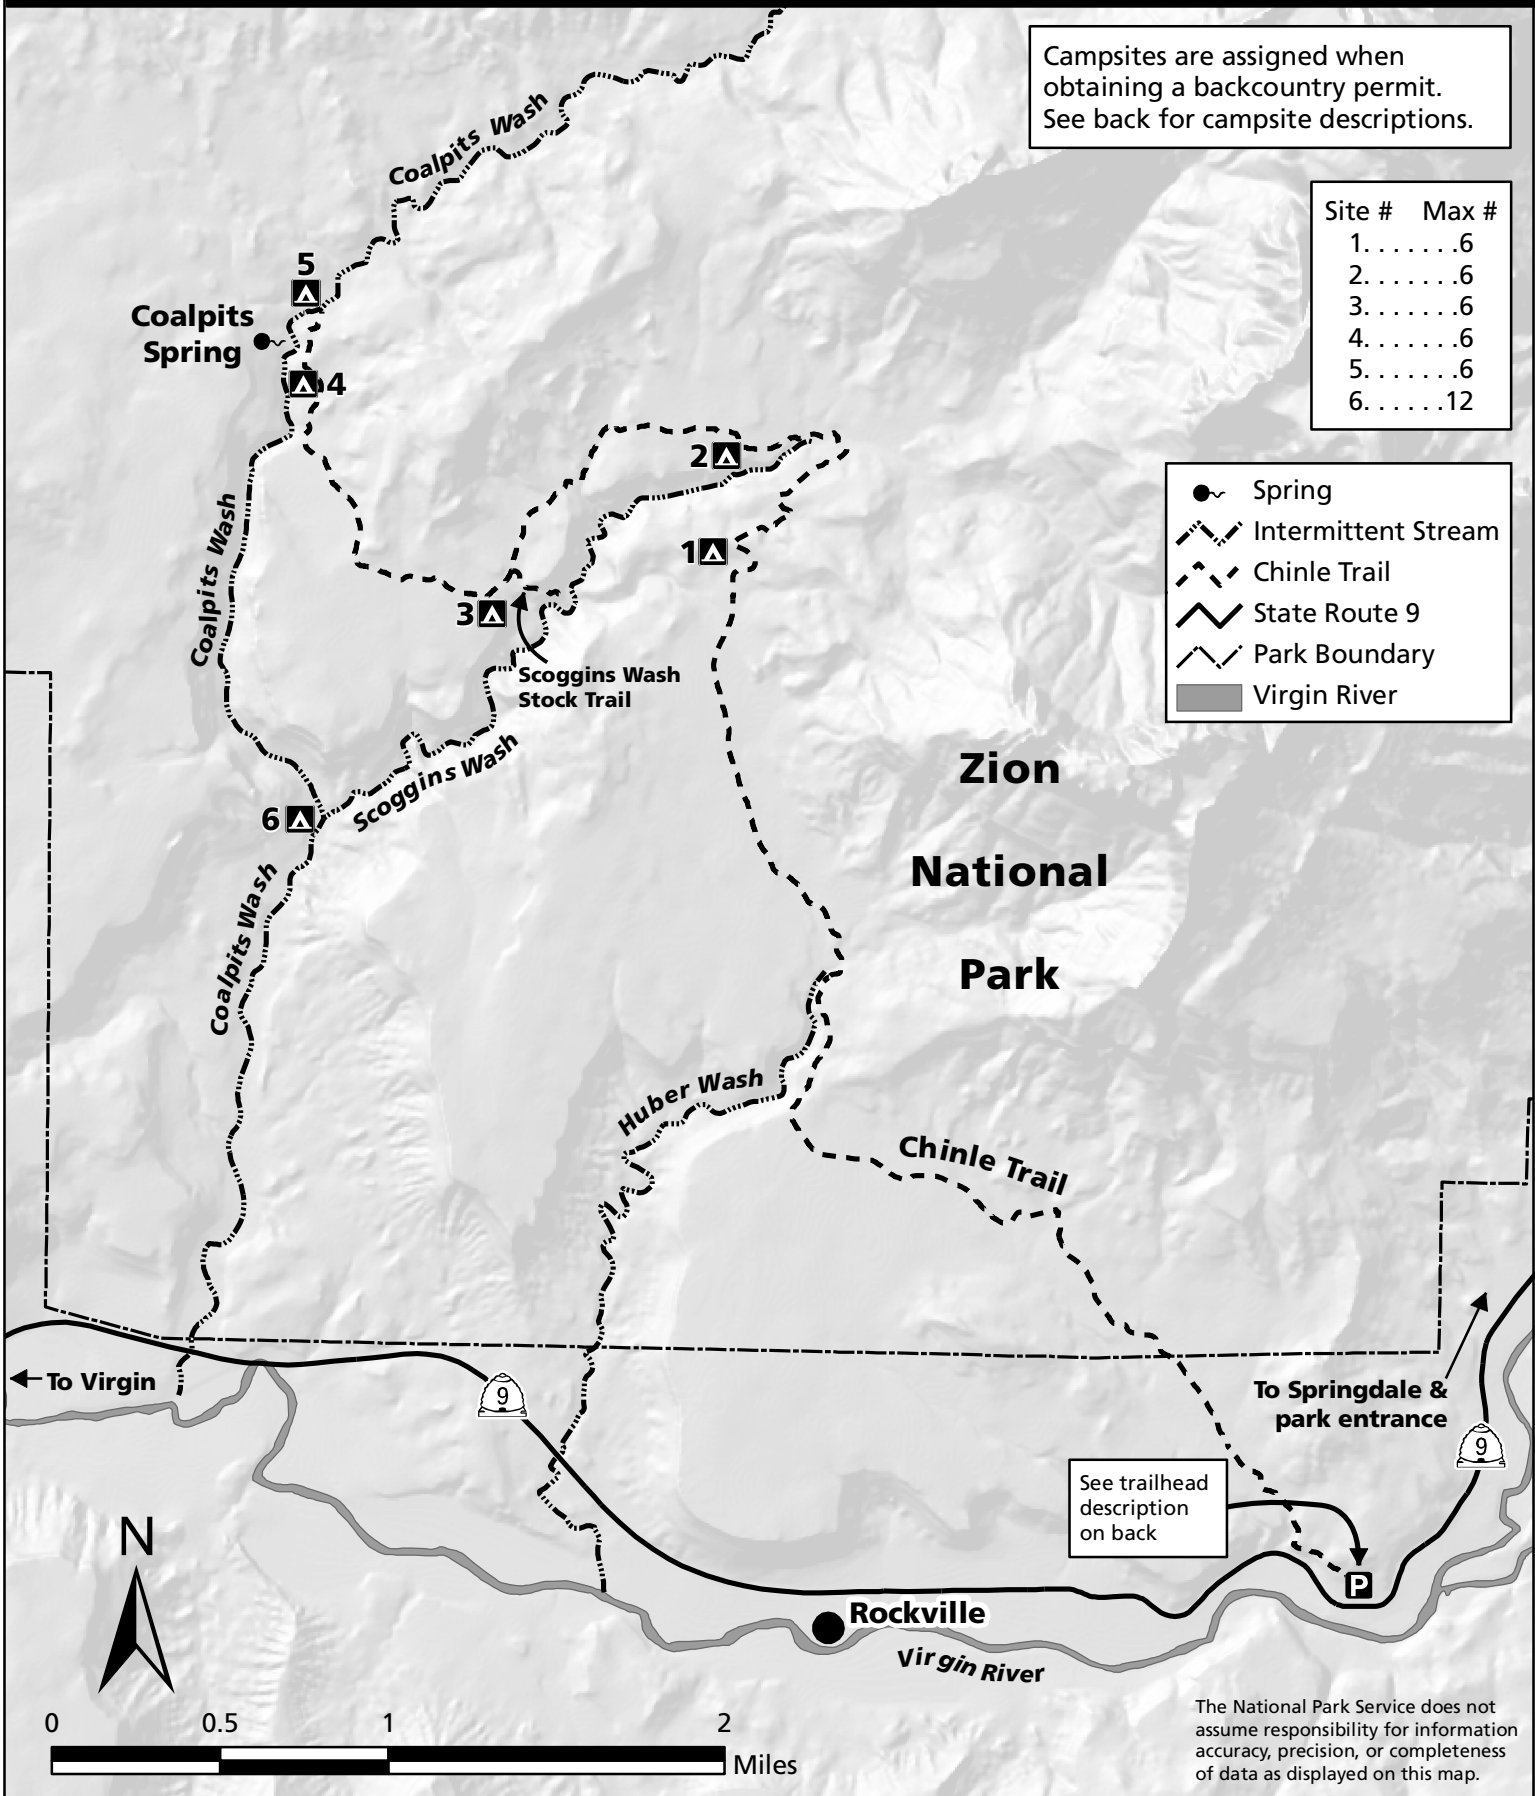 Campsites are assigned when
obtaining a backcountry permit.
See back for campsite descriptions.
Site # Max #
1. . . . . . .6
2. . . . . . .6
3. . . . . . .6
4. . . . . . .6
5. . . . . . .6
6. . . . . .12
Spring
Intermittent Stream
Chinle Trail
State Route 9
Park Boundary
Virgin River
Coalpits Wash
5
Coalpits
Spring
4
2
1
3
Coalpits Wash
Scoggins Wash
Stock Trail
Scoggins Wash
6
Zion
National
Park
Coalpits Wash
Huber Wash
Chinle Trail
To Virgin
9
To Springdale &
park entrance
9
See trailhead
description
on back
P
N
Rockville
Virgin River
0 0.5 1 2
Miles
The National Park Service does not
assume responsibility for information
accuracy, precision, or completeness
of data as displayed on this map.